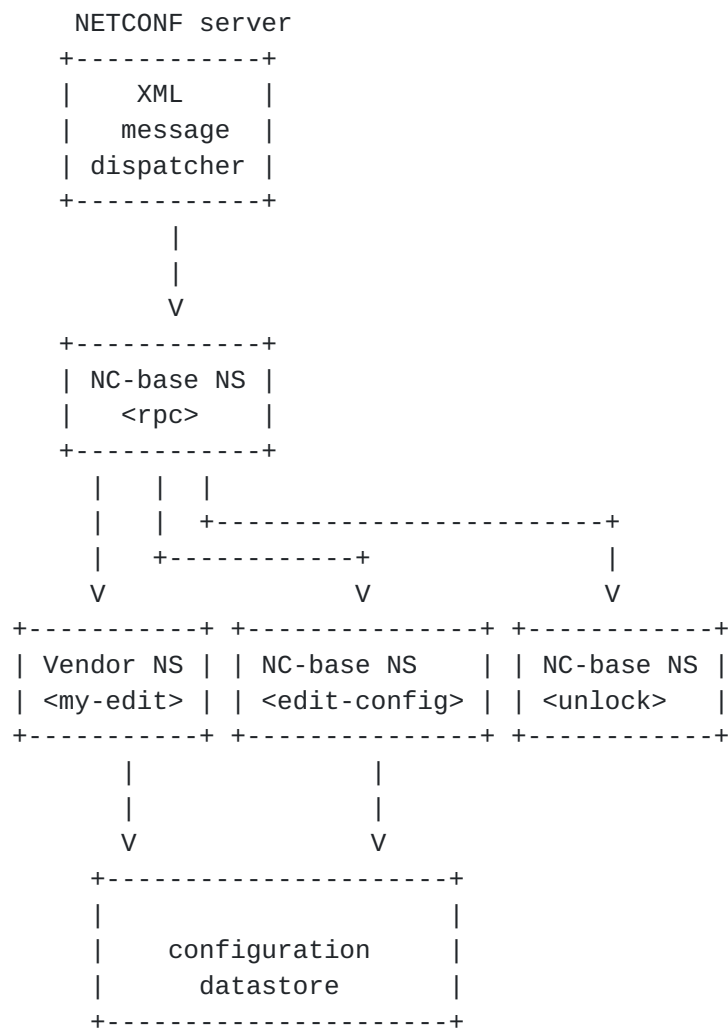 NETCONF server
+------------+
|    XML     |
|   message  |
| dispatcher |
+------------+
|
|
V
+------------+
| NC-base NS |
|   <rpc>    |
+------------+
|   |  |
|   |  +-------------------------+
|   +------------+               |
V                V               V
+-----------+ +---------------+ +------------+
| Vendor NS | | NC-base NS    | | NC-base NS |
| <my-edit> | | <edit-config> | | <unlock>   |
+-----------+ +---------------+ +------------+
|               |
|               |
V               V
+----------------------+
|                      |
|    configuration     |
|      datastore       |
+----------------------+